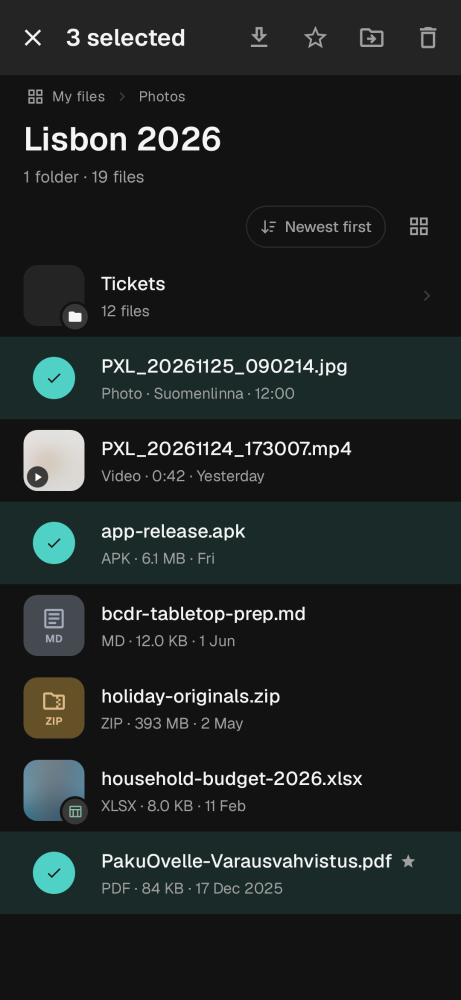 3 selected
My files > Photos
Lisbon 2026
1 folder · 19 files
Newest first
Tickets
12 files
PXL_20261125_090214.jpg
Photo · Suomenlinna · 12:00
PXL_20261124_173007.mp4
Video · 0:42 · Yesterday
app-release.apk
APK · 6.1 MB · Fri
bcdr-tabletop-prep.md
MD
MD · 12.0 KB · 1 Jun
holiday-originals.zip
ZIP
ZIP · 393 MB · 2 May
household-budget-2026.xlsx
XLSX · 8.0 KB · 11 Feb
PakuOvelle-Varausvahvistus.pdf
PDF · 84 KB · 17 Dec 2025